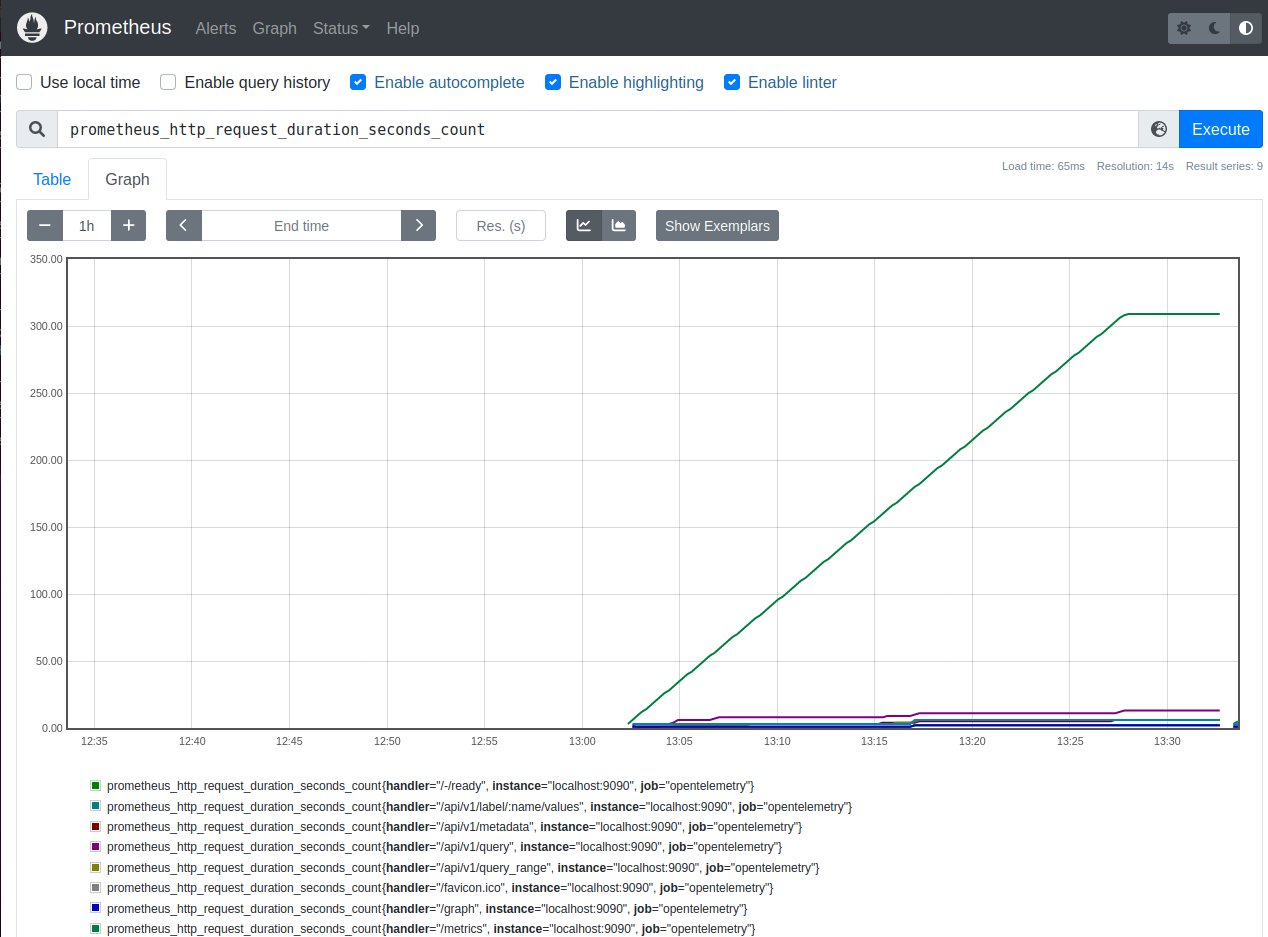 Prometheus Alerts Graph Status Help
Use local time Enable query history Enable autocomplete Enable highlighting Enable linter
prometheus_http_request_duration_seconds_count Execute
Load time: 65ms Resolution: 14s Result series: 9
Table Graph
1h End time Res. (s) Show Exemplars
350.00
300.00
250.00
200.00
150.00
100.00
50.00
0.00
12:35 12:40 12:45 12:50 12:55 13:00 13:05 13:10 13:15 13:20 13:25 13:30
prometheus_http_request_duration_seconds_count{handler="/-/ready", instance="localhost:9090", job="opentelemetry"}
prometheus_http_request_duration_seconds_count{handler="/api/v1/label/:name/values", instance="localhost:9090", job="opentelemetry"}
prometheus_http_request_duration_seconds_count{handler="/api/v1/metadata", instance="localhost:9090", job="opentelemetry"}
prometheus_http_request_duration_seconds_count{handler="/api/v1/query", instance="localhost:9090", job="opentelemetry"}
prometheus_http_request_duration_seconds_count{handler="/api/v1/query_range", instance="localhost:9090", job="opentelemetry"}
prometheus_http_request_duration_seconds_count{handler="/favicon.ico", instance="localhost:9090", job="opentelemetry"}
prometheus_http_request_duration_seconds_count{handler="/graph", instance="localhost:9090", job="opentelemetry"}
prometheus_http_request_duration_seconds_count{handler="/metrics", instance="localhost:9090", job="opentelemetry"}